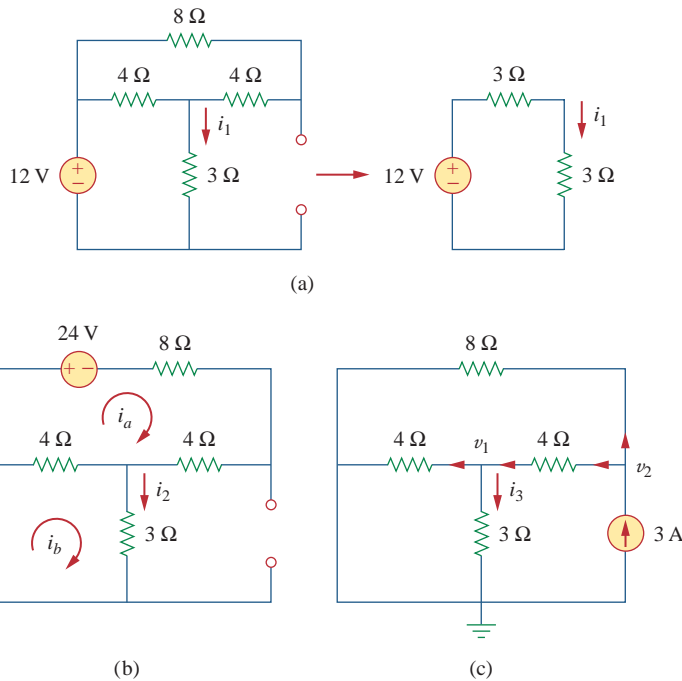 8 Ω
4 Ω 4 Ω 3 Ω
i1 i1
12 V + − 3 Ω 12 V + − 3 Ω
(a)
24 V 8 Ω 8 Ω
+ −
ia
4 Ω 4 Ω 4 Ω v1 4 Ω
v2
i2 i3
ib 3 Ω 3 Ω 3 A
(b) (c)